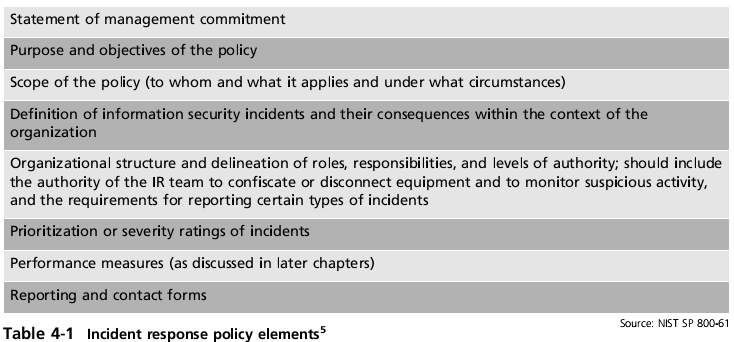 Statement of management commitment
Purpose and objectives of the policy
Scope of the policy (to whom and what it applies and under what circumstances)
Definition of information security incidents and their consequences within the context of the
organization
Organizational structure and delineation of roles, responsibilities, and levels of authority; should include
the authority of the IR team to confiscate or disconnect equipment and to monitor suspicious activity,
and the requirements for reporting certain types of incidents
Prioritization or severity ratings of incidents
Performance measures (as discussed in later chapters)
Reporting and contact forms
Source: NIST SP 800-61
Table 4-1 Incident response policy elements5